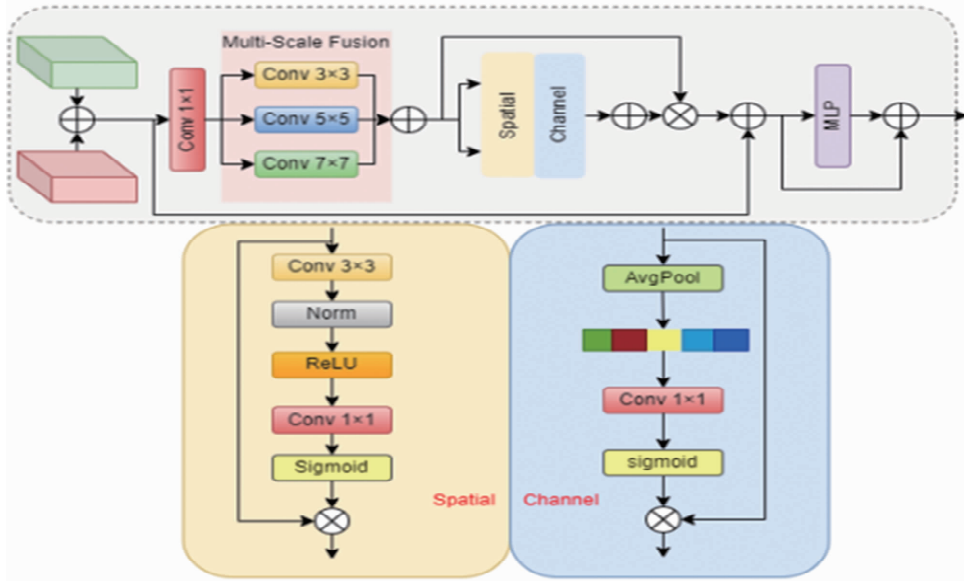 Multi-Scale Fusion
Conv 1×1
Conv 3×3
Conv 5×5
Conv 7×7
Spatial
Channel
MLP
Conv 3×3
Norm
ReLU
Conv 1×1
Sigmoid
Spatial
AvgPool
Conv 1×1
sigmoid
Channel